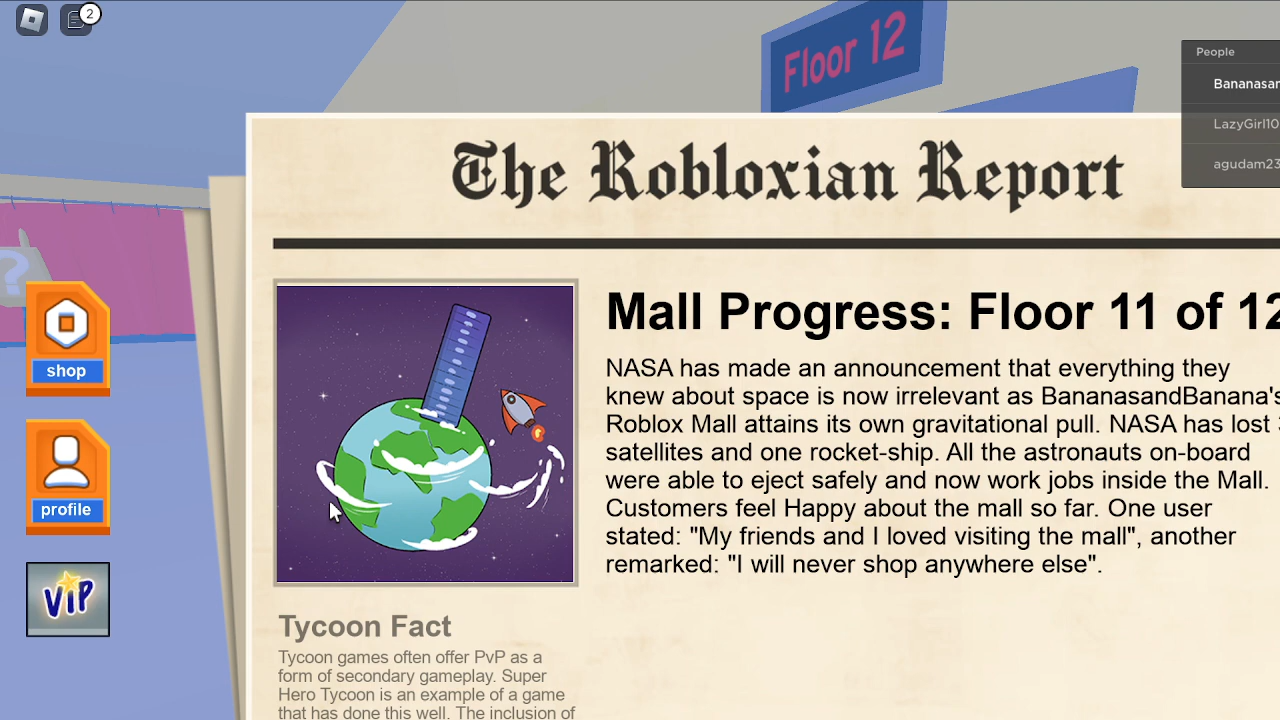 2
Floor 12
People
Bananasar
LazyGirl10
agudam23
The Robloxian Report
?
shop
profile
VIP
Mall Progress: Floor 11 of 12
NASA has made an announcement that everything they
knew about space is now irrelevant as BananasandBanana's
Roblox Mall attains its own gravitational pull. NASA has lost
satellites and one rocket-ship. All the astronauts on-board
were able to eject safely and now work jobs inside the Mall.
Customers feel Happy about the mall so far. One user
stated: "My friends and I loved visiting the mall", another
remarked: "I will never shop anywhere else".
Tycoon Fact
Tycoon games often offer PvP as a
form of secondary gameplay. Super
Hero Tycoon is an example of a game
that has done this well. The inclusion of